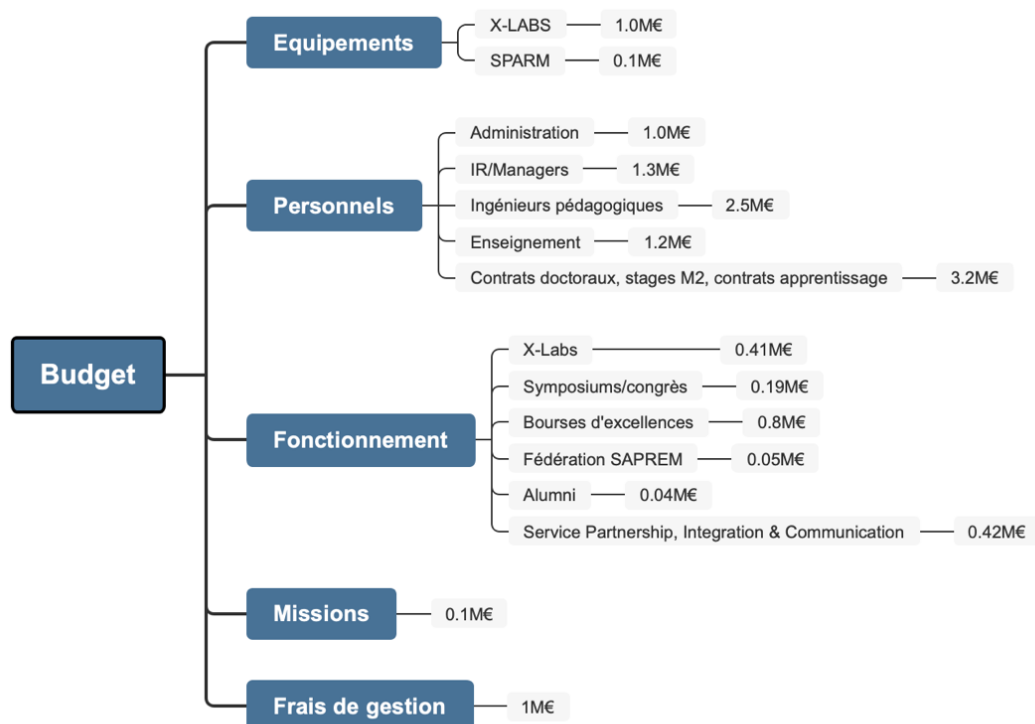 Budget
Equipements
X-LABS 1.0M€
SPARM 0.1M€
Personnels
Administration 1.0M€
IR/Managers 1.3M€
Ingénieurs pédagogiques 2.5M€
Enseignement 1.2M€
Contrats doctoraux, stages M2, contrats apprentissage 3.2M€
Fonctionnement
X-Labs 0.41M€
Symposiums/congrès 0.19M€
Bourses d'excellences 0.8M€
Fédération SAPREM 0.05M€
Alumni 0.04M€
Service Partnership, Integration & Communication 0.42M€
Missions 0.1M€
Frais de gestion 1M€